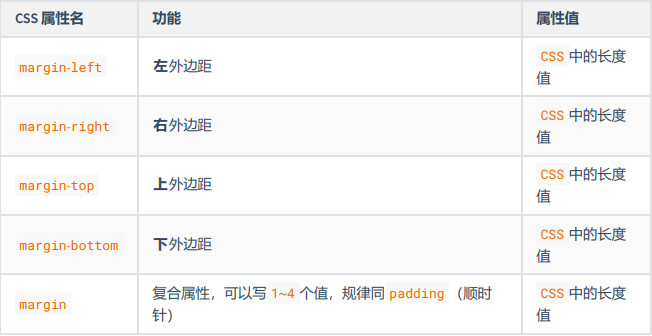 CSS 属性名 功能 属性值
margin-left 左外边距 CSS 中的长度
值
margin-right 右外边距 CSS 中的长度
值
margin-top 上外边距 CSS 中的长度
值
margin-bottom 下外边距 CSS 中的长度
值
margin 复合属性，可以写 1~4 个值，规律同 padding（顺时 CSS 中的长度
针） 值